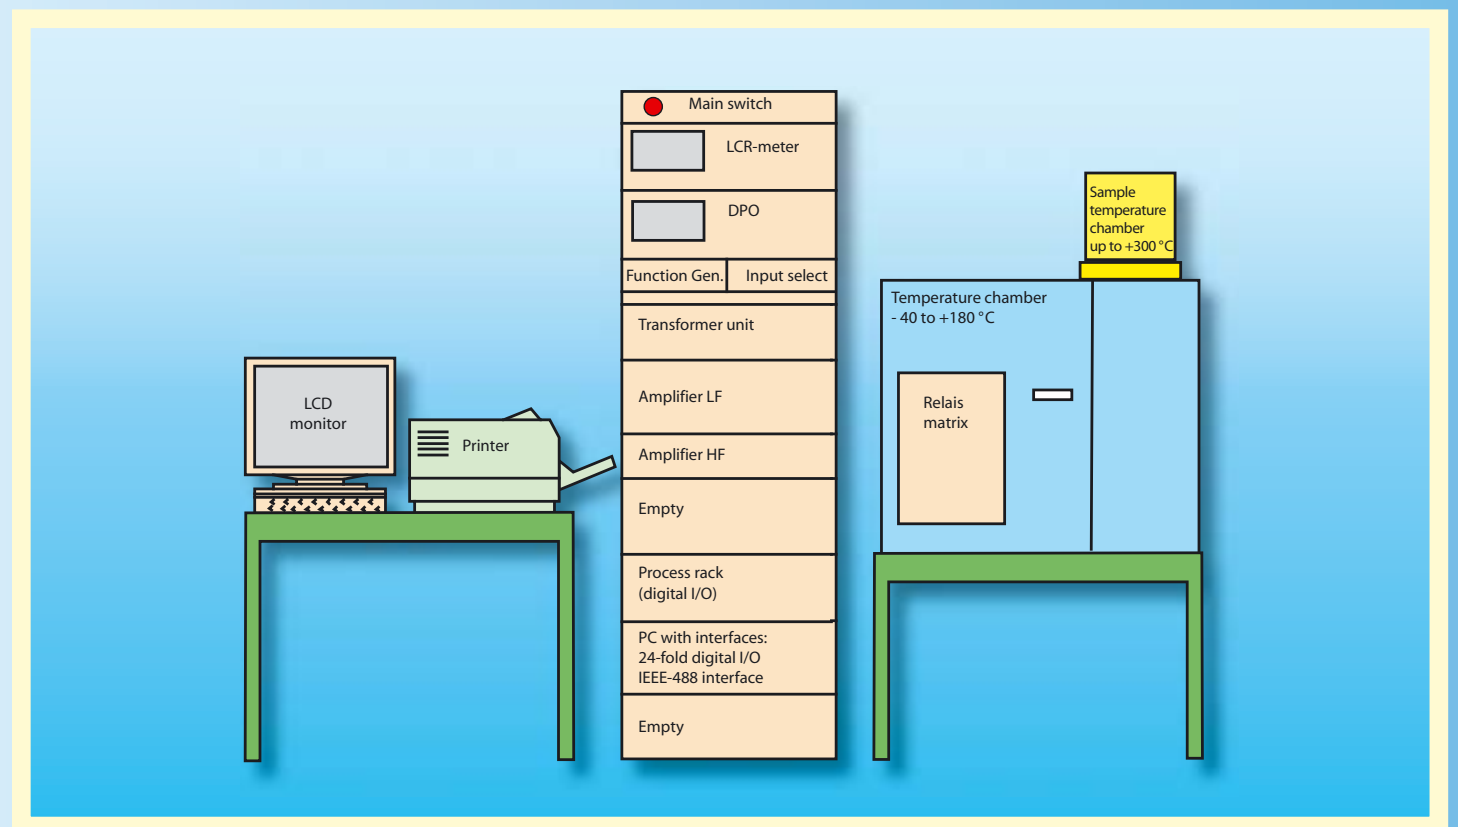 LCD
monitor
Printer
Main switch
LCR-meter
DPO
Function Gen.
Input select
Transformer unit
Amplifier LF
Amplifier HF
Empty
Process rack
(digital I/O)
PC with interfaces:
24-fold digital I/O
IEEE-488 interface
Empty
Sample
temperature
chamber
up to +300 °C
Temperature chamber
- 40 to +180 °C
Relais
matrix